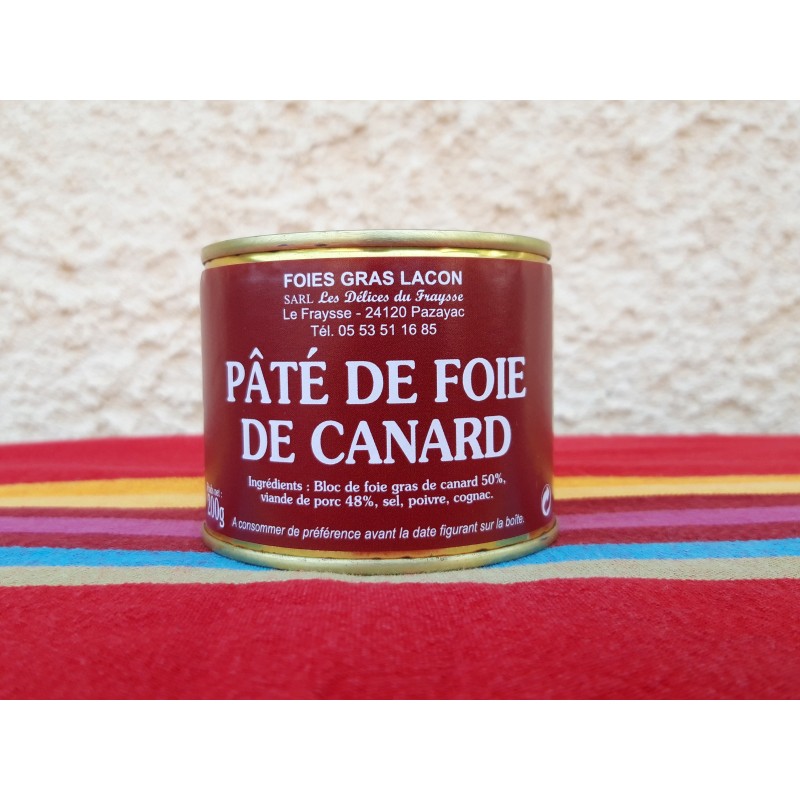 FOIES GRAS LACON
SARL Les Délices du Fraysse
Le Fraysse - 24120 Pazayac
Tél. 05 53 51 16 85
PÂTÉ DE FOIE
DE CANARD
Ingrédients : Bloc de foie gras de canard 50%,
viande de porc 48%, sel, poivre, cognac.
net :
200g
A consommer de préférence avant la date figurant sur la boîte.